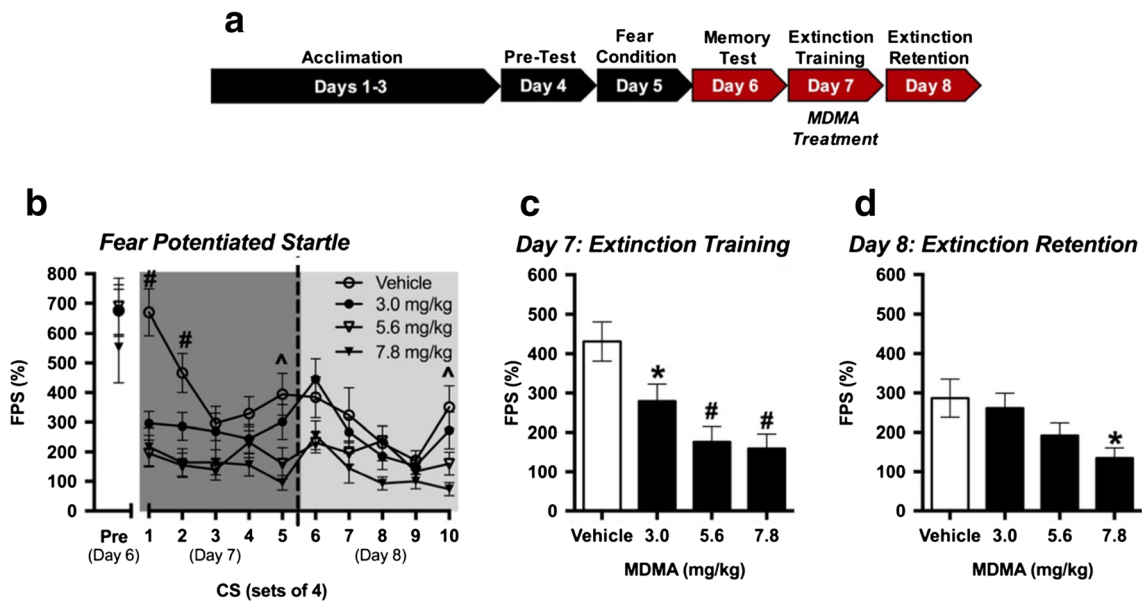 a
Acclimation
Pre-Test
Fear
Condition
Memory
Test
Extinction
Training
Extinction
Retention
Days 1-3
Day 4
Day 5
Day 6
Day 7
Day 8
MDMA
Treatment
b
Fear Potentiated Startle
FPS (%)
800
700
600
500
400
300
200
100
0
#
#
^
^
Vehicle
3.0 mg/kg
5.6 mg/kg
7.8 mg/kg
Pre 1 2 3 4 5 6 7 8 9 10
(Day 6) (Day 7) (Day 8)
CS (sets of 4)
c
Day 7: Extinction Training
FPS (%)
600
500
400
300
200
100
0
*
#
#
Vehicle 3.0 5.6 7.8
MDMA (mg/kg)
d
Day 8: Extinction Retention
FPS (%)
600
500
400
300
200
100
0
*
Vehicle 3.0 5.6 7.8
MDMA (mg/kg)